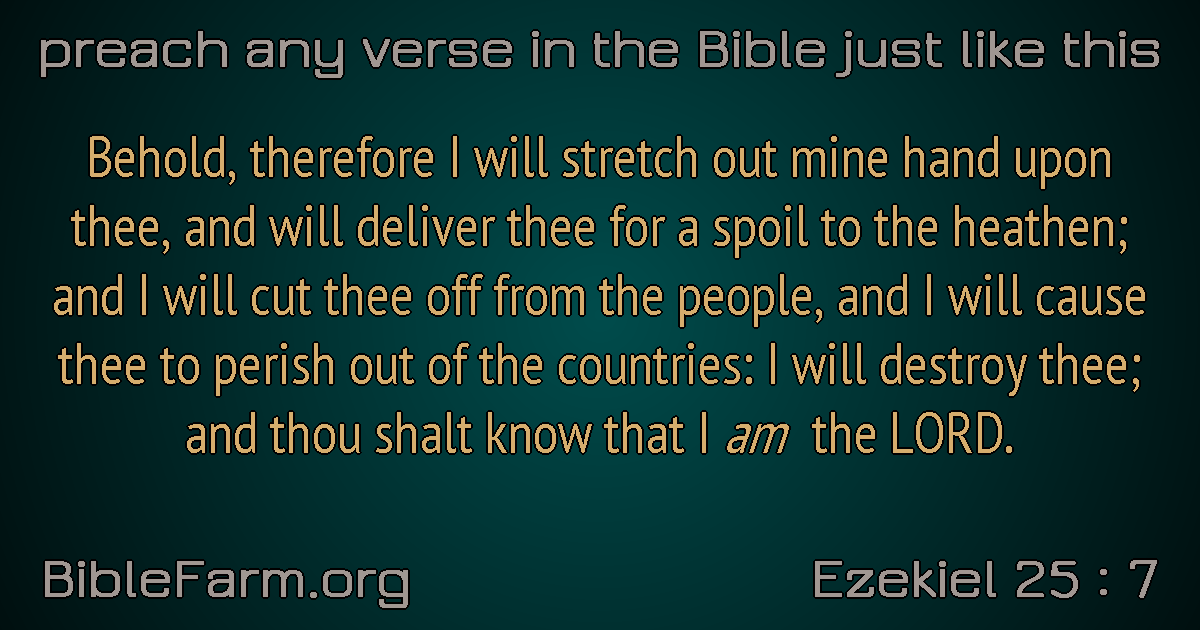 preach any verse in the Bible just like this
Behold, therefore I will stretch out mine hand upon
thee, and will deliver thee for a spoil to the heathen;
and I will cut thee off from the people, and I will cause
thee to perish out of the countries: I will destroy thee;
and thou shalt know that I am the LORD.
BibleFarm.org
Ezekiel 25 : 7